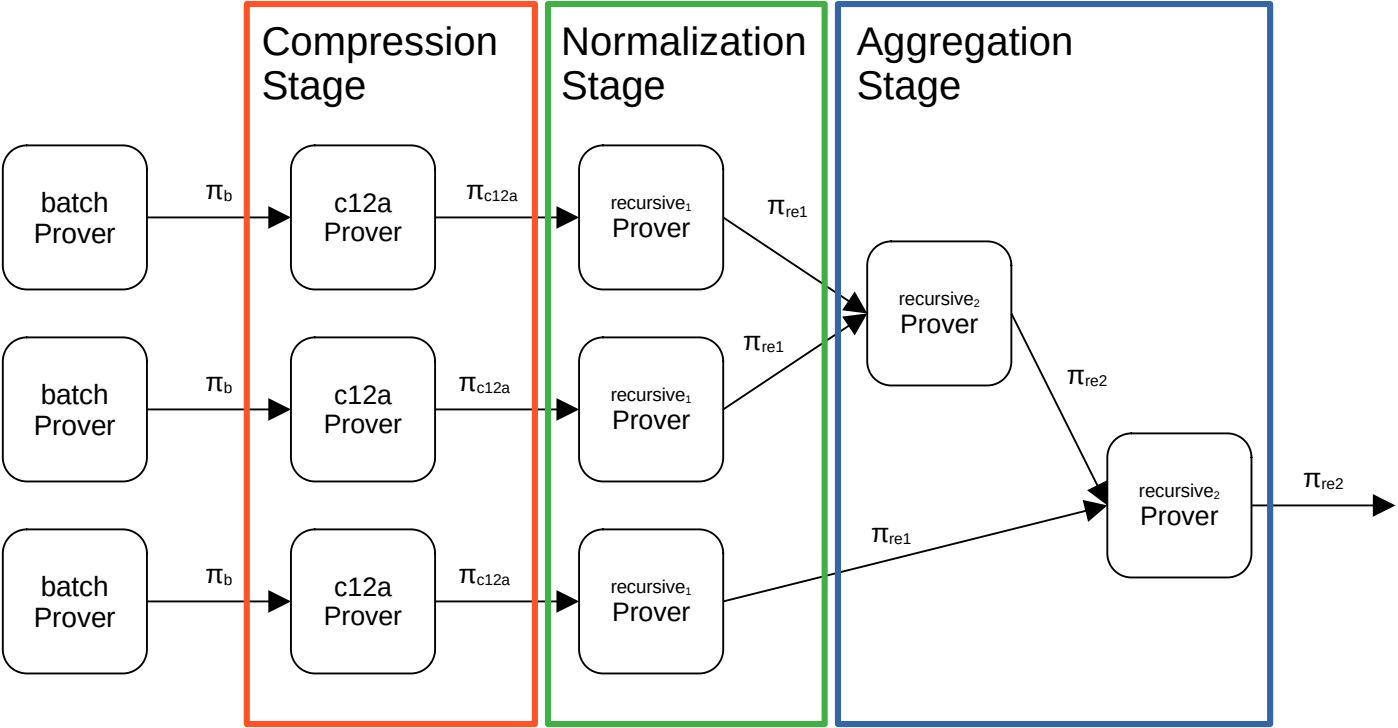 Compression
Stage
Normalization
Stage
Aggregation
Stage
batch
Prover
πb
c12a
Prover
πc12a
recursive1
Prover
πre1
recursive2
Prover
batch
Prover
πb
c12a
Prover
πc12a
recursive1
Prover
πre1
πre2
recursive2
Prover
πre2
batch
Prover
πb
c12a
Prover
πc12a
recursive1
Prover
πre1